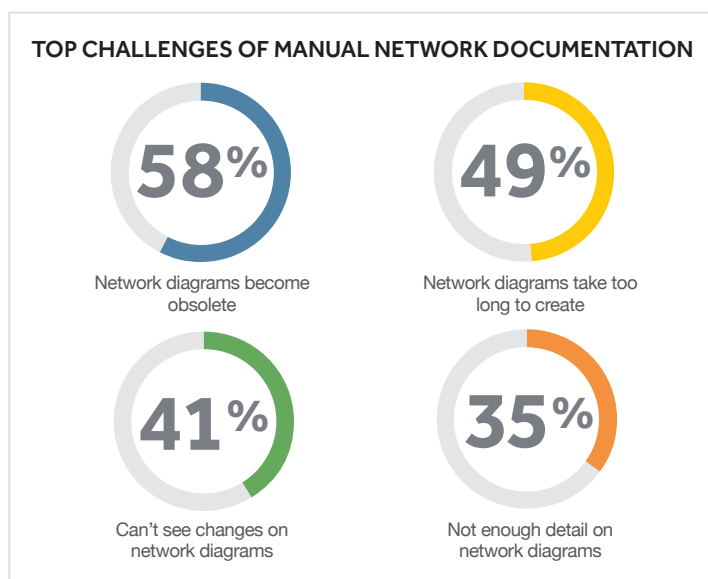 TOP CHALLENGES OF MANUAL NETWORK DOCUMENTATION
58%
Network diagrams become
obsolete
49%
Network diagrams take too
long to create
41%
Can't see changes on
network diagrams
35%
Not enough detail on
network diagrams